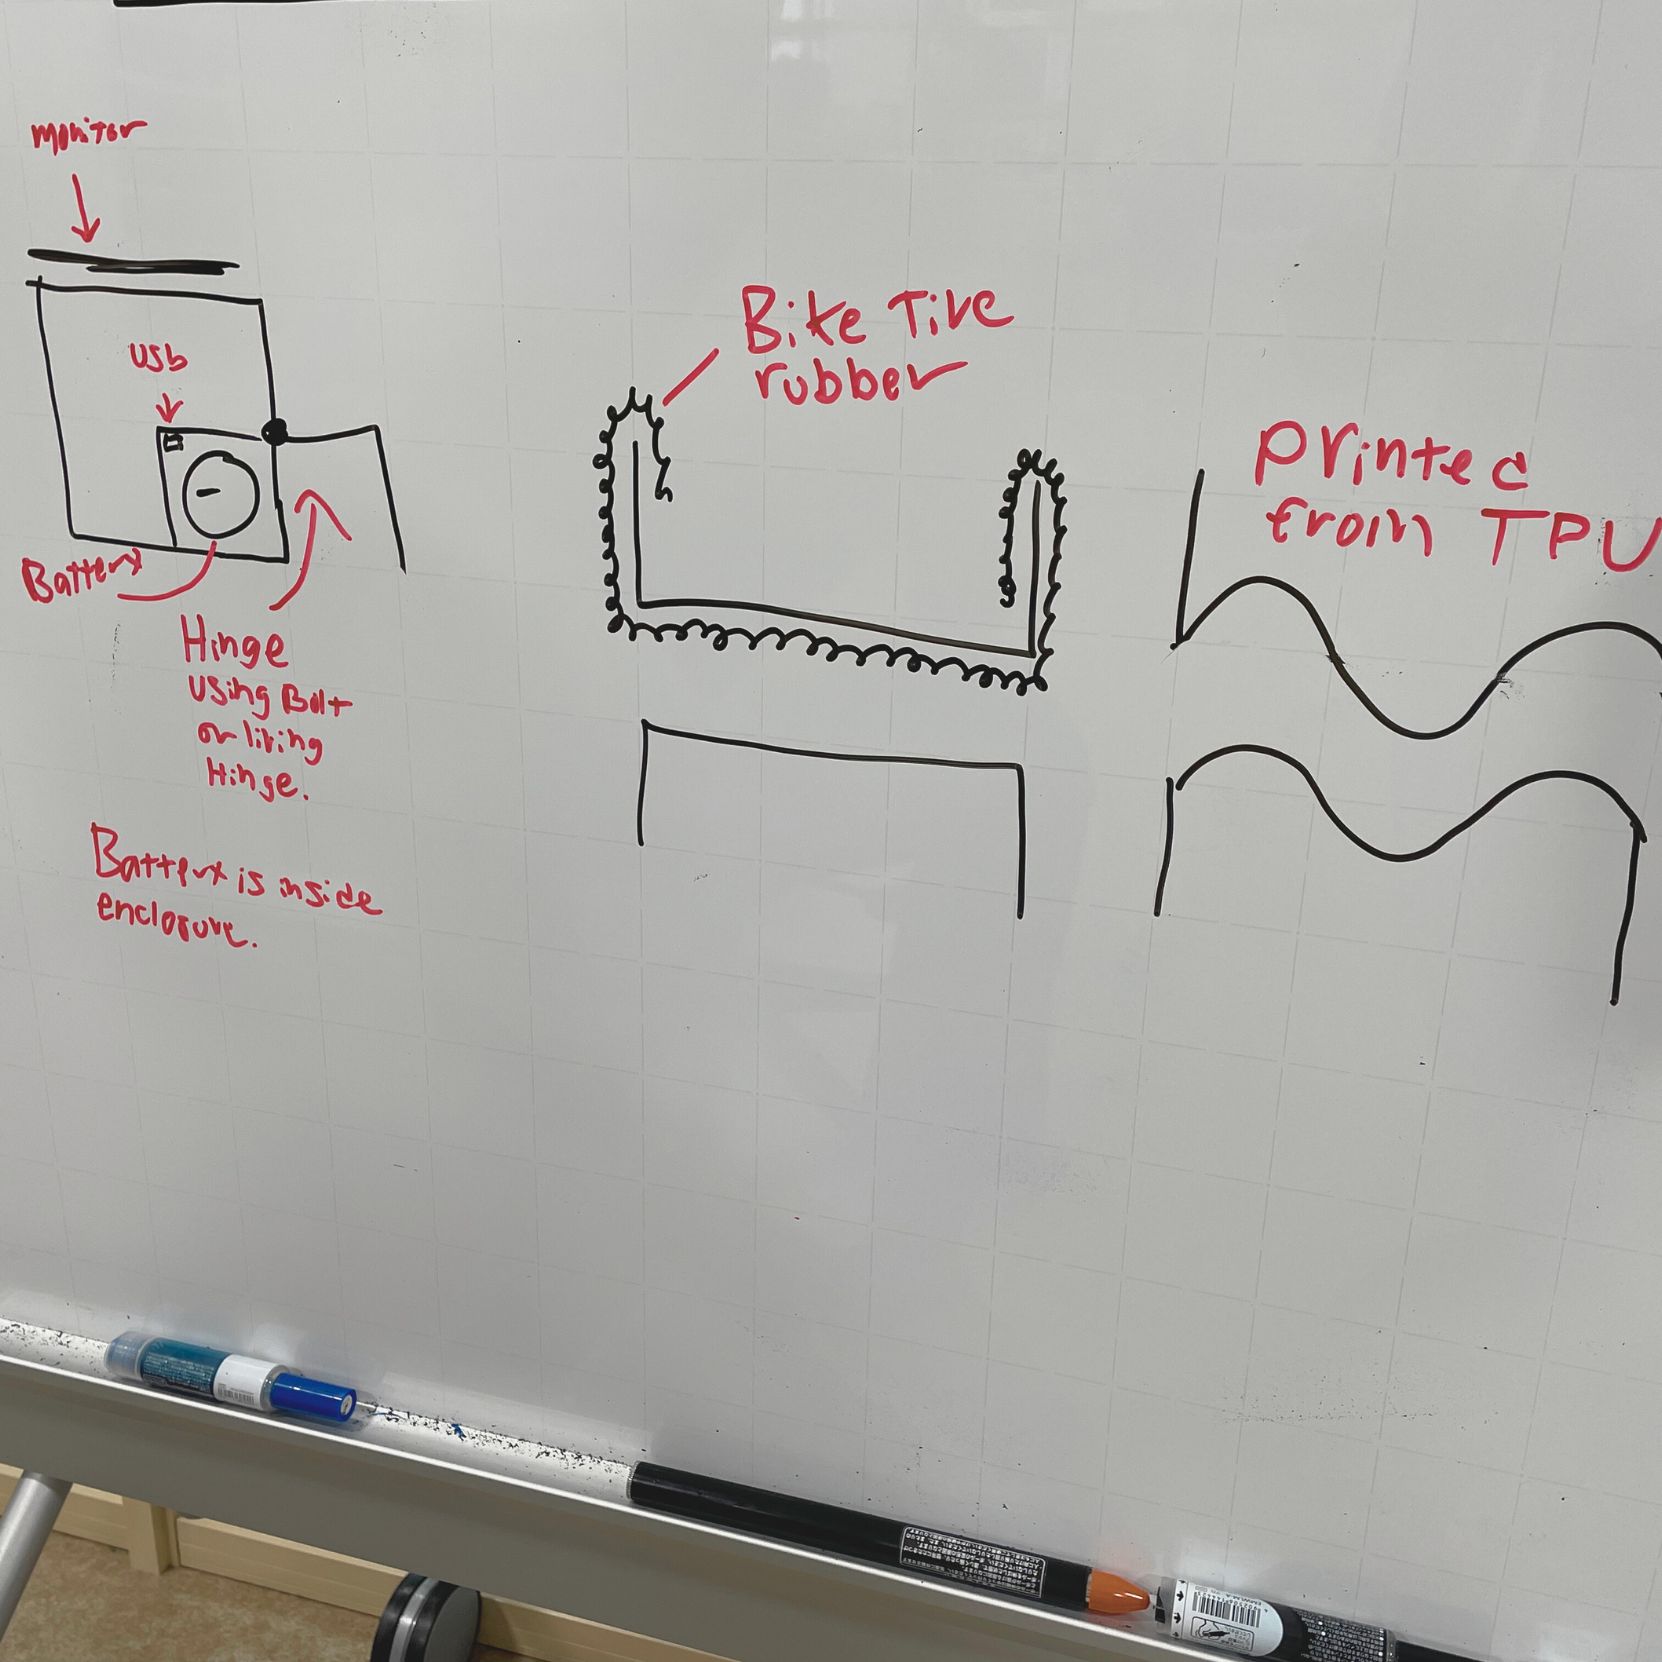 monitor
USb
Battery
Hinge
using Bolt
or living
Hinge.
Battery is inside
enclosure.
Bike Tire
rubber
Printed
from TPU